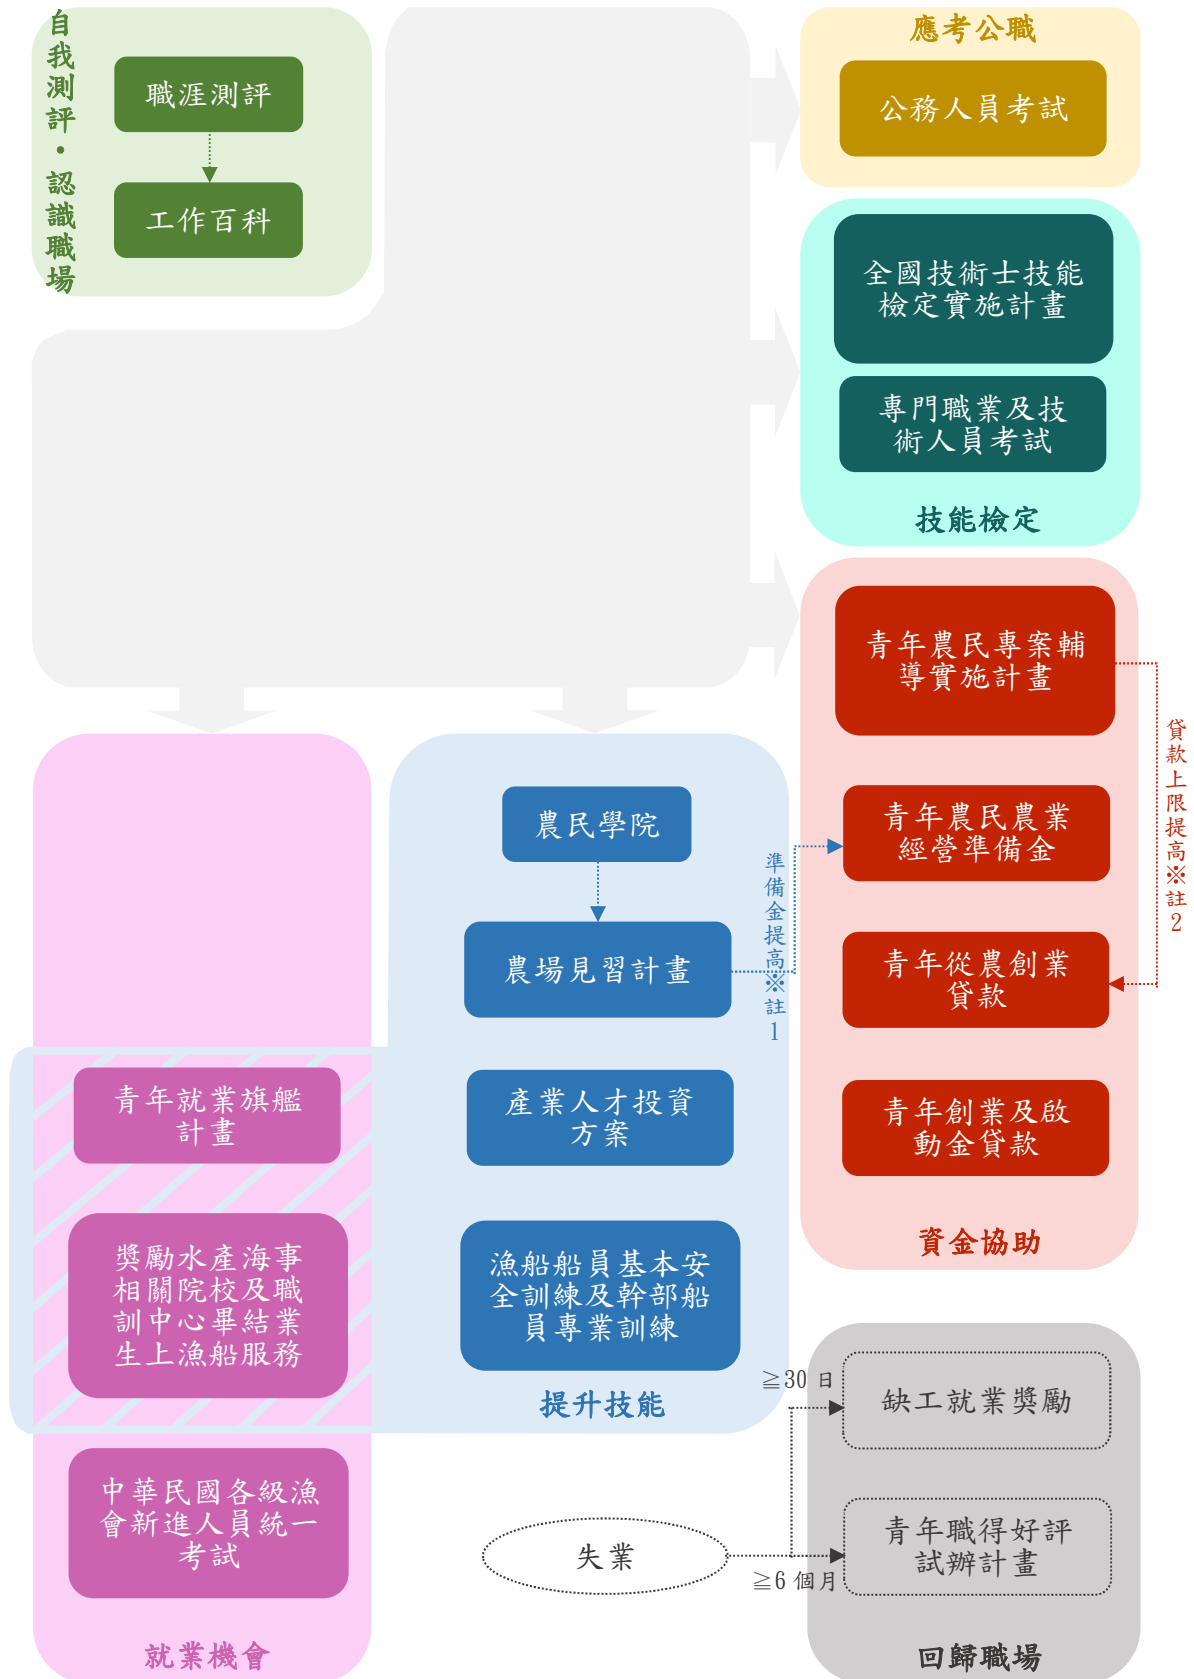 自我測評・認識職場
職涯測評
工作百科
應考公職
公務人員考試
全國技術士技能
檢定實施計畫
專門職業及技
術人員考試
技能檢定
青年農民專案輔
導實施計畫
貸款上限提高※註2
青年農民農業
經營準備金
青年從農創業
貸款
青年創業及啟
動金貸款
資金協助
農民學院
農場見習計畫
準備金提高※註1
產業人才投資
方案
漁船船員基本安
全訓練及幹部船
員專業訓練
提升技能
青年就業旗艦
計畫
獎勵水產海事
相關院校及職
訓中心畢結業
生上漁船服務
中華民國各級漁
會新進人員統一
考試
就業機會
失業
≧30 日
≧6 個月
缺工就業獎勵
青年職得好評
試辦計畫
回歸職場